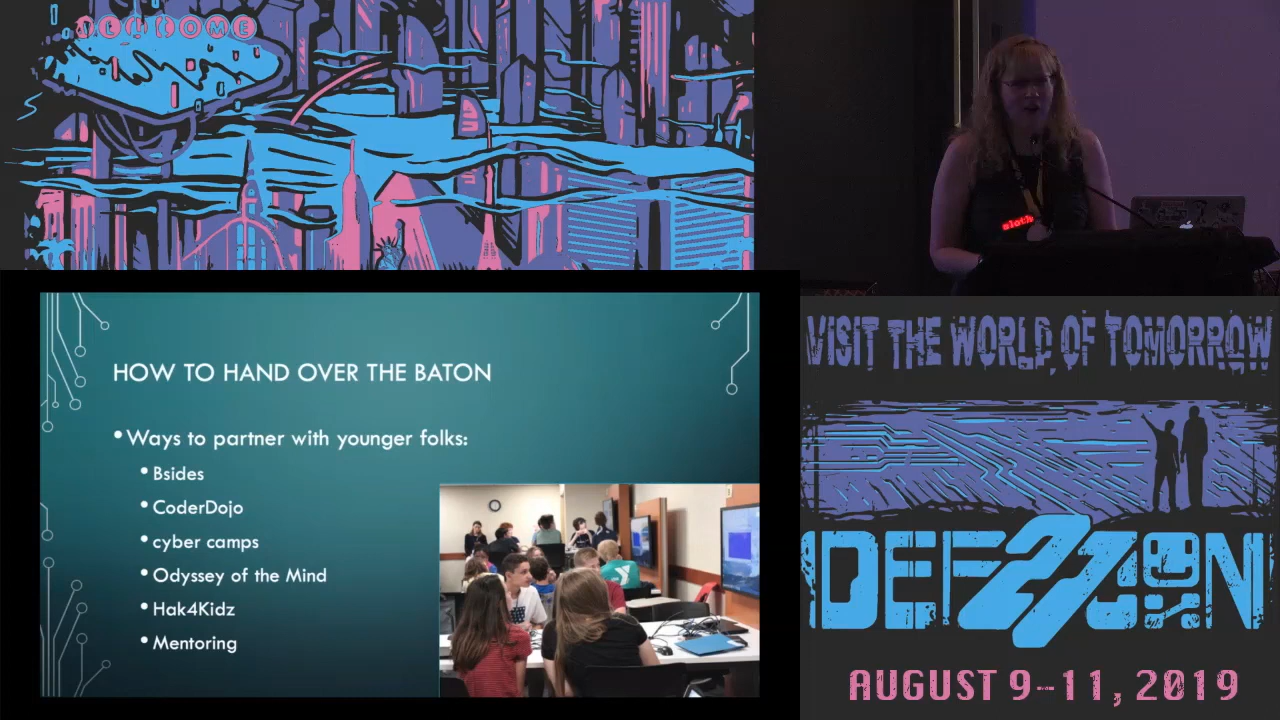 WELCOME
HOW TO HAND OVER THE BATON
•Ways to partner with younger folks:
•Bsides
•CoderDojo
•cyber camps
•Odyssey of the Mind
•Hak4Kidz
•Mentoring
VISIT THE WORLD OF TOMORROW
DEF 27 CON
AUGUST 9-11, 2019